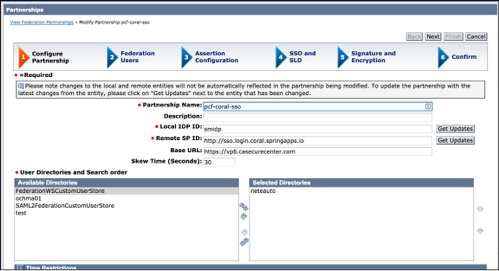 Partnerships
View Federation Partnerships » Modify Partnership pcf-coral-sso
Back Next Finish Cancel
1 Configure Partnership
2 Federation Users
3 Assertion Configuration
4 SSO and SLO
5 Signature and Encryption
6 Confirm
• =Required
Please note changes to the local and remote entities will not be automatically reflected in the partnership being modified. To update the partnership with the
latest changes from the entity, please click on "Get Updates" next to the entity that has been changed.
• Partnership Name: pcf-coral-sso
Description:
• Local IDP ID: smidp Get Updates
• Remote SP ID: http://sso.login.coral.springapps.io Get Updates
Base URL: https://vp6.casecurecenter.com
Skew Time (Seconds): 30
• User Directories and Search order
Available Directories Selected Directories
FederationWSCustomUserStore neteauto
ochma01
SAML2FederationCustomUserStore
test
Time Restrictions